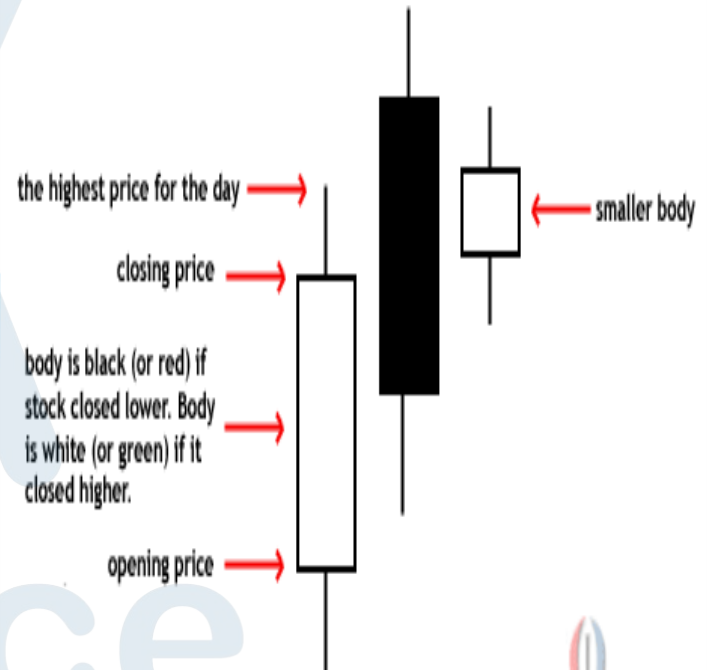 the highest price for the day
smaller body
closing price
body is black (or red) if
stock closed lower. Body
is white (or green) if it
closed higher.
opening price
ce